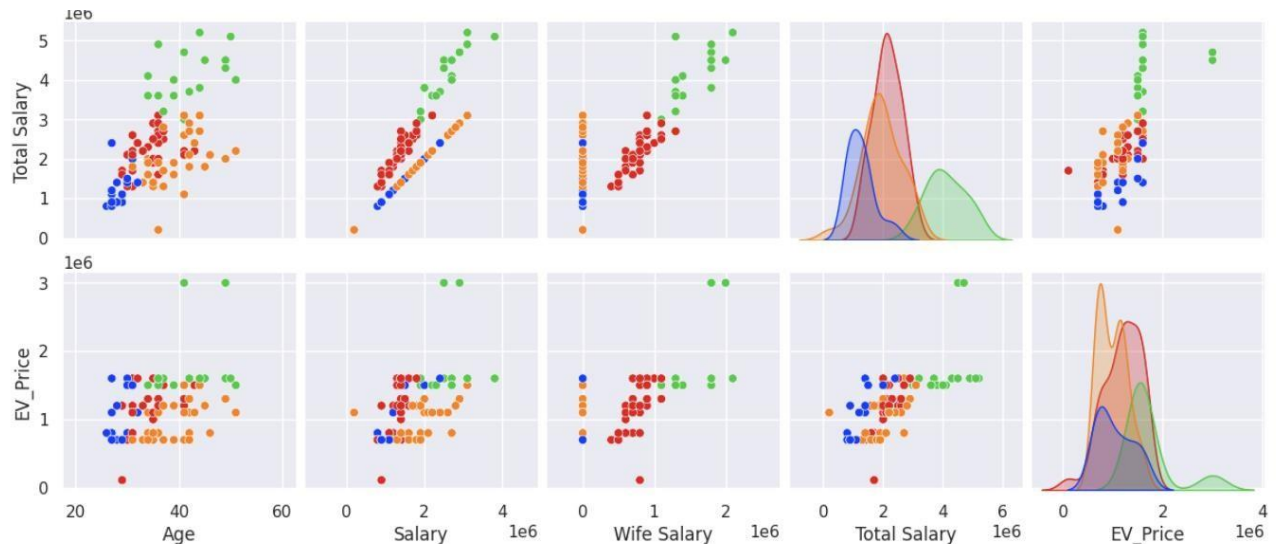 1e6
Total Salary
5
4
3
2
1
0
1e6
EV_Price
3
2
1
0
20 40 60
Age
0 2 4
1e6
Salary
0 1 2
1e6
Wife Salary
0 2 4 6
1e6
Total Salary
0 2 4
1e6
EV_Price